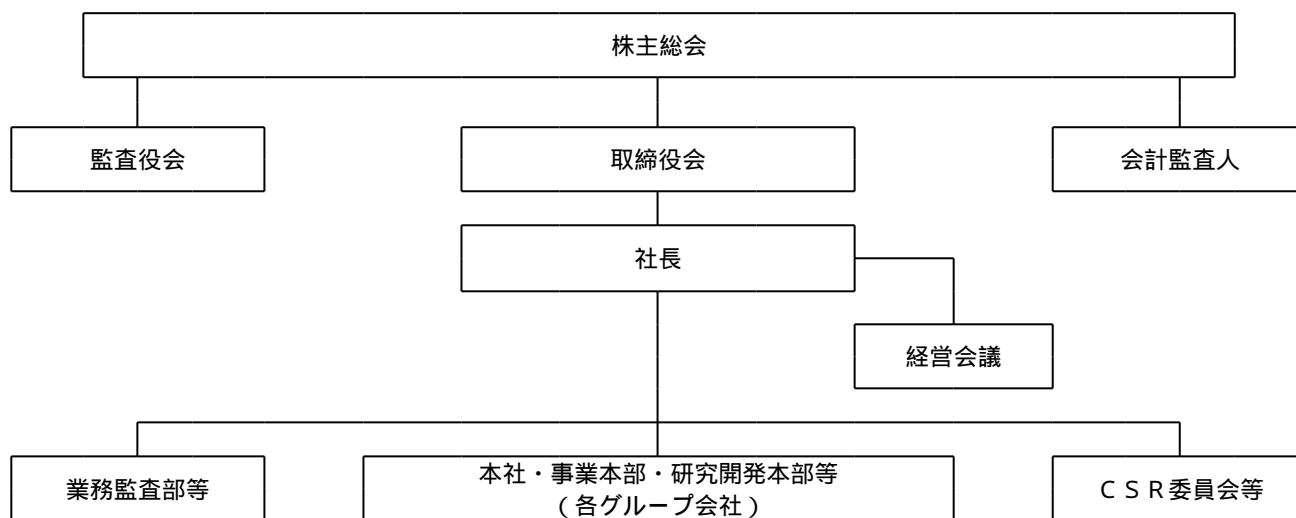 株主総会
監査役会
取締役会
会計監査人
社長
経営会議
業務監査部等
本社・事業本部・研究開発本部等
(各グループ会社)
ＣＳＲ委員会等